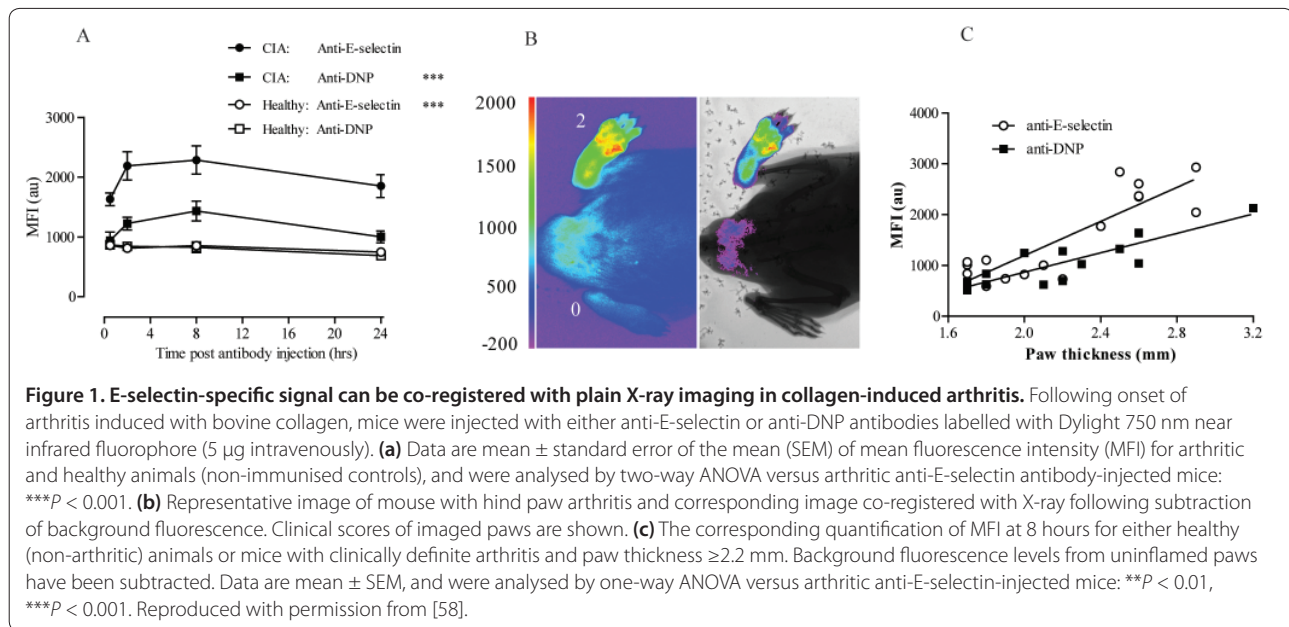 A
CIA: Anti-E-selectin
CIA: Anti-DNP ***
Healthy: Anti-E-selectin ***
Healthy: Anti-DNP
3000
2000
1000
0
MFI (au)
0 4 8 12 16 20 24
Time post antibody injection (hrs)
B
2000
1500
1000
500
-200
2
0
C
anti-E-selectin
anti-DNP
4000
3000
2000
1000
0
MFI (au)
1.6 2.0 2.4 2.8 3.2
Paw thickness (mm)
Figure 1. E-selectin-specific signal can be co-registered with plain X-ray imaging in collagen-induced arthritis. Following onset of
arthritis induced with bovine collagen, mice were injected with either anti-E-selectin or anti-DNP antibodies labelled with Dylight 750 nm near
infrared fluorophore (5 µg intravenously). (a) Data are mean ± standard error of the mean (SEM) of mean fluorescence intensity (MFI) for arthritic
and healthy animals (non-immunised controls), and were analysed by two-way ANOVA versus arthritic anti-E-selectin antibody-injected mice:
***P < 0.001. (b) Representative image of mouse with hind paw arthritis and corresponding image co-registered with X-ray following subtraction
of background fluorescence. Clinical scores of imaged paws are shown. (c) The corresponding quantification of MFI at 8 hours for either healthy
(non-arthritic) animals or mice with clinically definite arthritis and paw thickness ≥2.2 mm. Background fluorescence levels from uninflamed paws
have been subtracted. Data are mean ± SEM, and were analysed by one-way ANOVA versus arthritic anti-E-selectin-injected mice: **P < 0.01,
***P < 0.001. Reproduced with permission from [58].